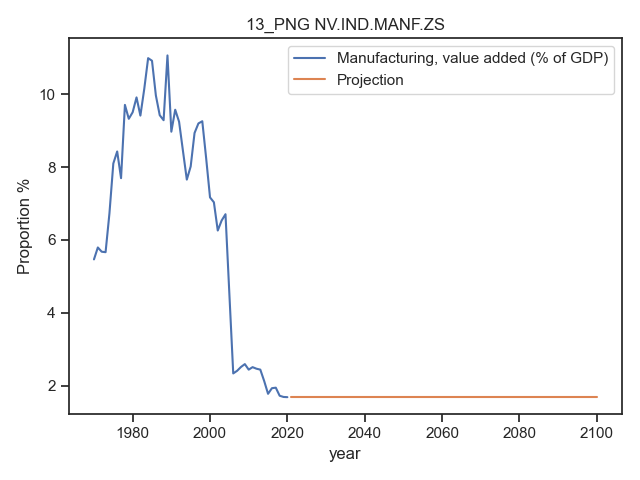 13_PNG NV.IND.MANF.ZS
Manufacturing, value added (% of GDP)
Projection
Proportion %
10
8
6
4
2
1980 2000 2020 2040 2060 2080 2100
year